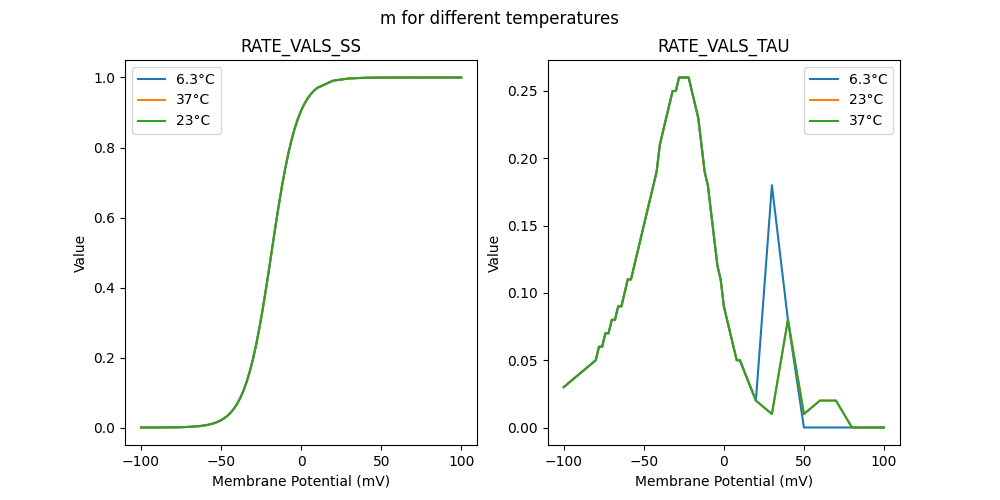 m for different temperatures
RATE_VALS_SS
RATE_VALS_TAU
6.3°C
37°C
23°C
6.3°C
23°C
37°C
1.0
0.8
0.6
0.4
0.2
0.0
Value
−100
−50
0
50
100
Membrane Potential (mV)
0.25
0.20
0.15
0.10
0.05
0.00
Value
−100
−50
0
50
100
Membrane Potential (mV)